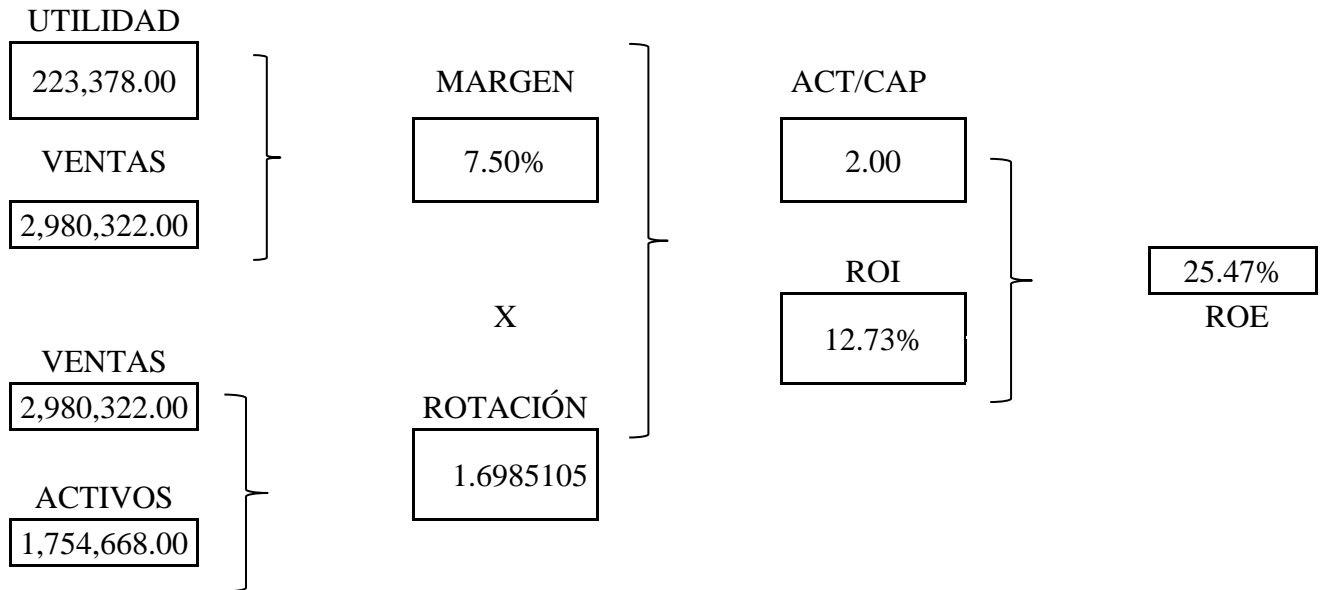 UTILIDAD
223,378.00
VENTAS
2,980,322.00
VENTAS
2,980,322.00
ACTIVOS
1,754,668.00
MARGEN
7.50%
X
ROTACIÓN
1.6985105
ACT/CAP
2.00
ROI
12.73%
25.47%
ROE